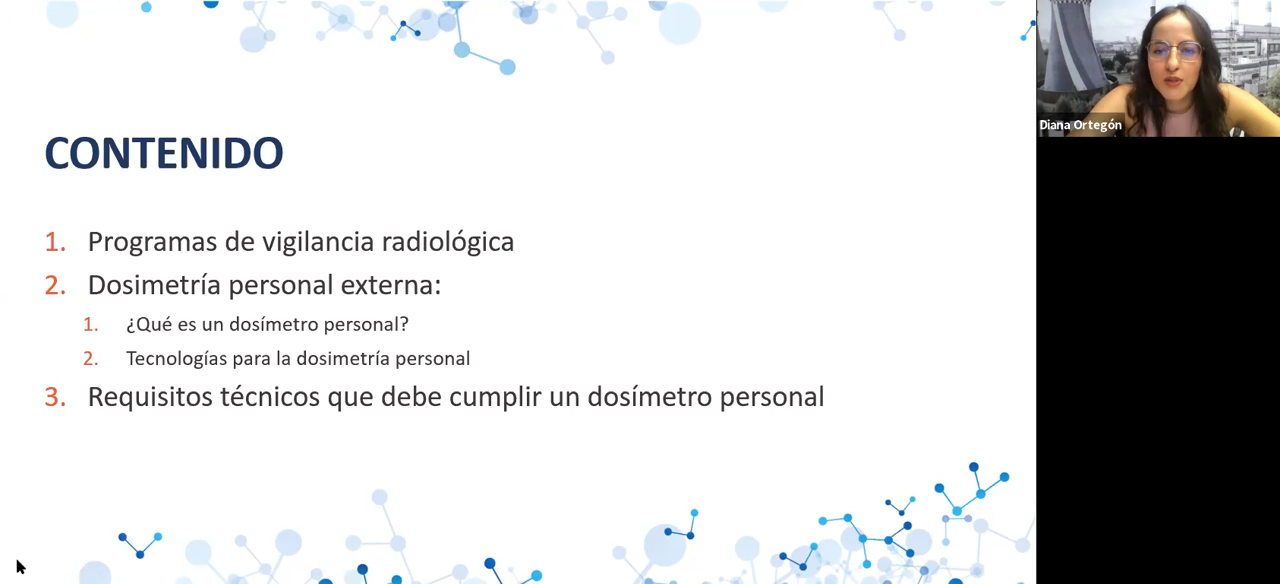 CONTENIDO
1. Programas de vigilancia radiológica
2. Dosimetría personal externa:
1. ¿Qué es un dosímetro personal?
2. Tecnologías para la dosimetría personal
3. Requisitos técnicos que debe cumplir un dosímetro personal
Diana Ortegón